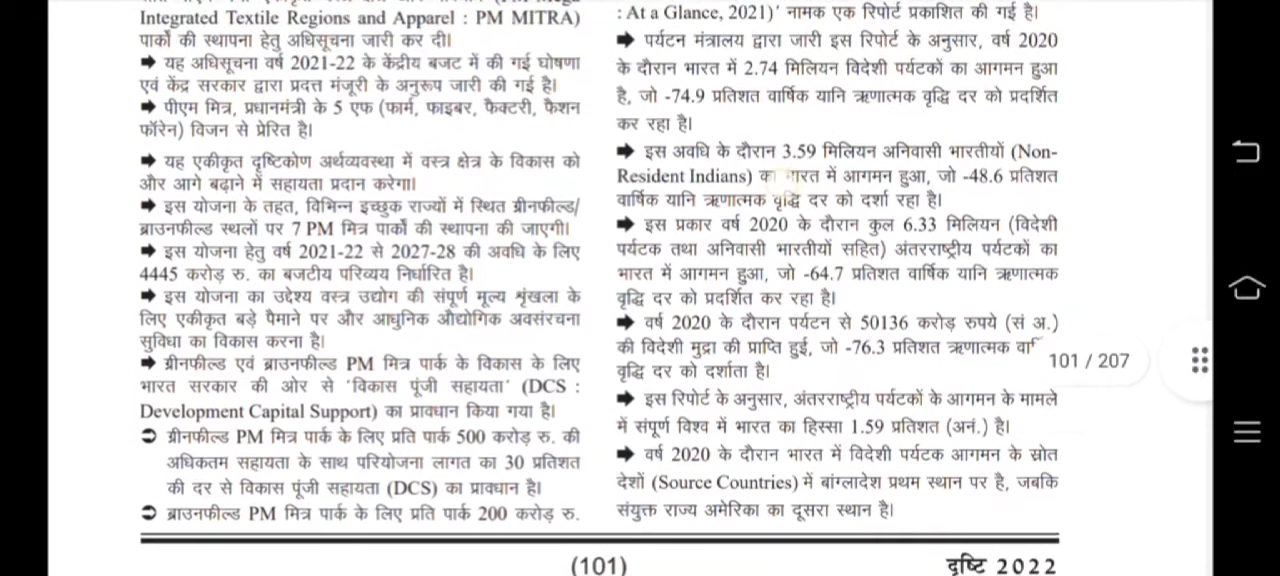 Integrated Textile Regions and Apparel : PM MITRA)
पार्कों की स्थापना हेतु अधिसूचना जारी कर दी।
➡ यह अधिसूचना वर्ष 2021-22 के केंद्रीय बजट में की गई घोषणा
एवं केंद्र सरकार द्वारा प्रदत्त मंजूरी के अनुरूप जारी की गई है।
➡ पीएम मित्र, प्रधानमंत्री के 5 एफ (फार्म, फाइबर, फैक्टरी, फैशन
फॉरेन) विजन से प्रेरित है।
➡ यह एकीकृत दृष्टिकोण अर्थव्यवस्था में वस्त्र क्षेत्र के विकास को
और आगे बढ़ाने में सहायता प्रदान करेगा।
➡ इस योजना के तहत, विभिन्न इच्छुक राज्यों में स्थित ग्रीनफील्ड/
ब्राउनफील्ड स्थलों पर 7 PM मित्र पार्कों की स्थापना की जाएगी।
➡ इस योजना हेतु वर्ष 2021-22 से 2027-28 की अवधि के लिए
4445 करोड़ रु. का बजटीय परिव्यय निर्धारित है।
➡ इस योजना का उद्देश्य वस्त्र उद्योग की संपूर्ण मूल्य शृंखला के
लिए एकीकृत बड़े पैमाने पर और आधुनिक औद्योगिक अवसंरचना
सुविधा का विकास करना है।
➡ ग्रीनफील्ड एवं ब्राउनफील्ड PM मित्र पार्क के विकास के लिए
भारत सरकार की ओर से 'विकास पूंजी सहायता' (DCS :
Development Capital Support) का प्रावधान किया गया है।
➲ ग्रीनफील्ड PM मित्र पार्क के लिए प्रति पार्क 500 करोड़ रु. की
अधिकतम सहायता के साथ परियोजना लागत का 30 प्रतिशत
की दर से विकास पूंजी सहायता (DCS) का प्रावधान है।
➲ ब्राउनफील्ड PM मित्र पार्क के लिए प्रति पार्क 200 करोड़ रु.
: At a Glance, 2021)' नामक एक रिपोर्ट प्रकाशित की गई है।
➡ पर्यटन मंत्रालय द्वारा जारी इस रिपोर्ट के अनुसार, वर्ष 2020
के दौरान भारत में 2.74 मिलियन विदेशी पर्यटकों का आगमन हुआ
है, जो -74.9 प्रतिशत वार्षिक यानि ऋणात्मक वृद्धि दर को प्रदर्शित
कर रहा है।
➡ इस अवधि के दौरान 3.59 मिलियन अनिवासी भारतीयों (Non-
Resident Indians) का भारत में आगमन हुआ, जो -48.6 प्रतिशत
वार्षिक यानि ऋणात्मक वृद्धि दर को दर्शा रहा है।
➡ इस प्रकार वर्ष 2020 के दौरान कुल 6.33 मिलियन (विदेशी
पर्यटक तथा अनिवासी भारतीयों सहित) अंतरराष्ट्रीय पर्यटकों का
भारत में आगमन हुआ, जो -64.7 प्रतिशत वार्षिक यानि ऋणात्मक
वृद्धि दर को प्रदर्शित कर रहा है।
➡ वर्ष 2020 के दौरान पर्यटन से 50136 करोड़ रुपये (सं अ.)
की विदेशी मुद्रा की प्राप्ति हुई, जो -76.3 प्रतिशत ऋणात्मक
वृद्धि दर को दर्शाता है।
➡ इस रिपोर्ट के अनुसार, अंतरराष्ट्रीय पर्यटकों के आगमन के मामले
में संपूर्ण विश्व में भारत का हिस्सा 1.59 प्रतिशत (अनं.) है।
➡ वर्ष 2020 के दौरान भारत में विदेशी पर्यटक आगमन के स्रोत
देशों (Source Countries) में बांग्लादेश प्रथम स्थान पर है, जबकि
संयुक्त राज्य अमेरिका का दूसरा स्थान है।
101 / 207
(101)
दृष्टि 2022